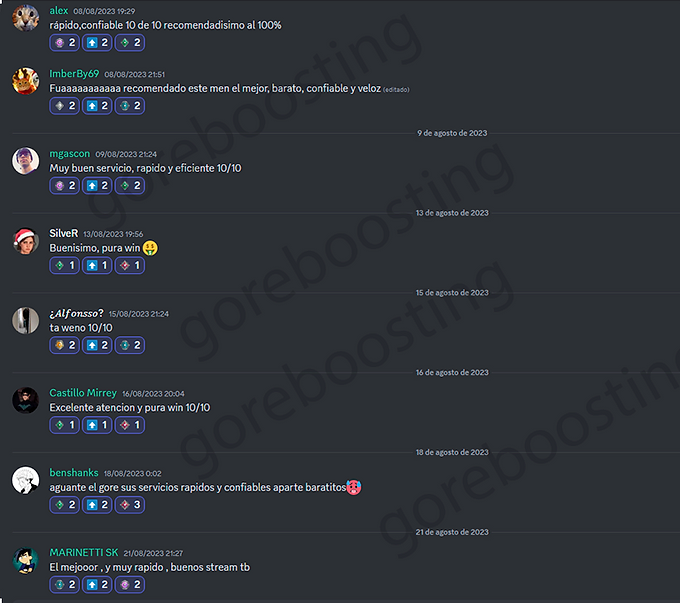 alex 08/08/2023 19:29
rápido,confiable 10 de 10 recomendadisimo al 100%
2 2 2
ImberBy69 08/08/2023 21:51
Fuaaaaaaaaaaa recomendado este men el mejor, barato, confiable y veloz (editado)
2 2 2
9 de agosto de 2023
mgascon 09/08/2023 21:24
Muy buen servicio, rapido y eficiente 10/10
2 2 2
13 de agosto de 2023
SilveR 13/08/2023 19:56
Buenisimo, pura win 🤑
1 1 1
15 de agosto de 2023
¿Alfonsso? 15/08/2023 21:24
ta weno 10/10
2 2 2
16 de agosto de 2023
Castillo Mirrey 16/08/2023 20:04
Excelente atencion y pura win 10/10
1 1 1
18 de agosto de 2023
benshanks 18/08/2023 0:02
aguante el gore sus servicios rapidos y confiables aparte baratitos🥵
2 2 3
21 de agosto de 2023
MARINETTI SK 21/08/2023 21:27
El mejooor , y muy rapido , buenos stream tb
2 2 2
goreboosting
goreboosting
goreboosting
goreboosting